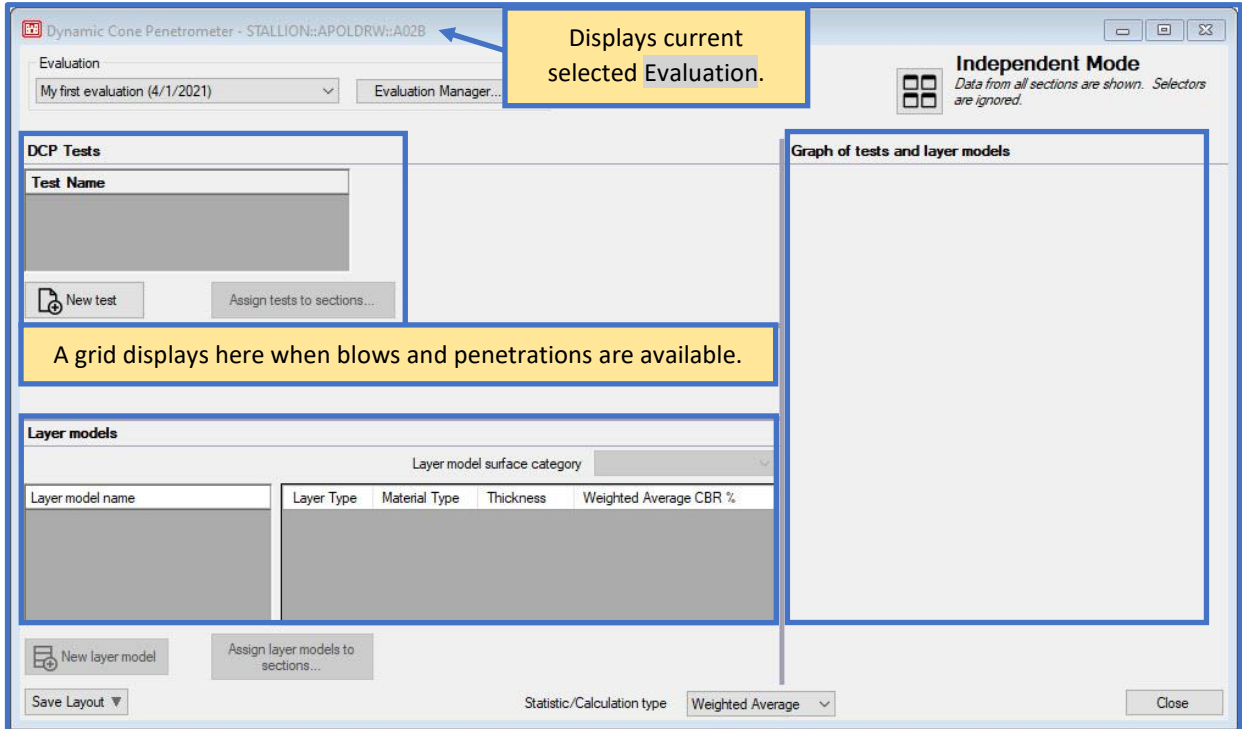 Dynamic Cone Penetrometer - STALLION::APOLDRW::A02B
Displays current
selected Evaluation.
Evaluation
My first evaluation (4/1/2021)
Evaluation Manager...
Independent Mode
Data from all sections are shown. Selectors
are ignored.
DCP Tests
Test Name
New test
Assign tests to sections...
Graph of tests and layer models
A grid displays here when blows and penetrations are available.
Layer models
Layer model surface category
Layer model name
Layer Type Material Type Thickness Weighted Average CBR %
New layer model
Assign layer models to
sections...
Save Layout ▼
Statistic/Calculation type Weighted Average
Close